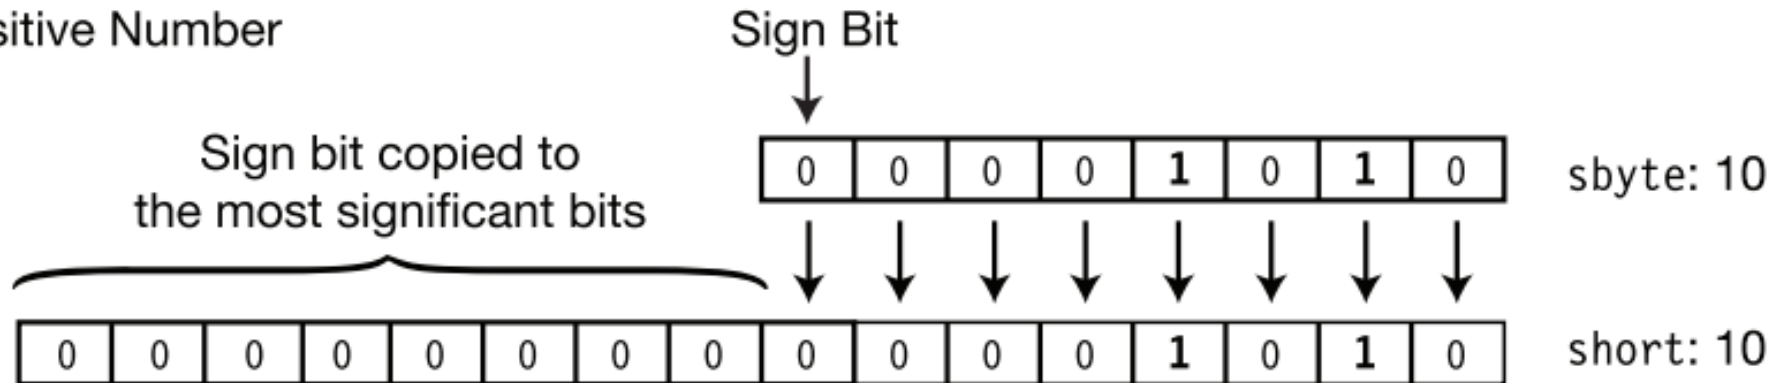 sitive Number
Sign Bit
Sign bit copied to
the most significant bits
0 0 0 0 1 0 1 0 sbyte: 10
0 0 0 0 0 0 0 0 0 0 0 0 1 0 1 0 short: 10